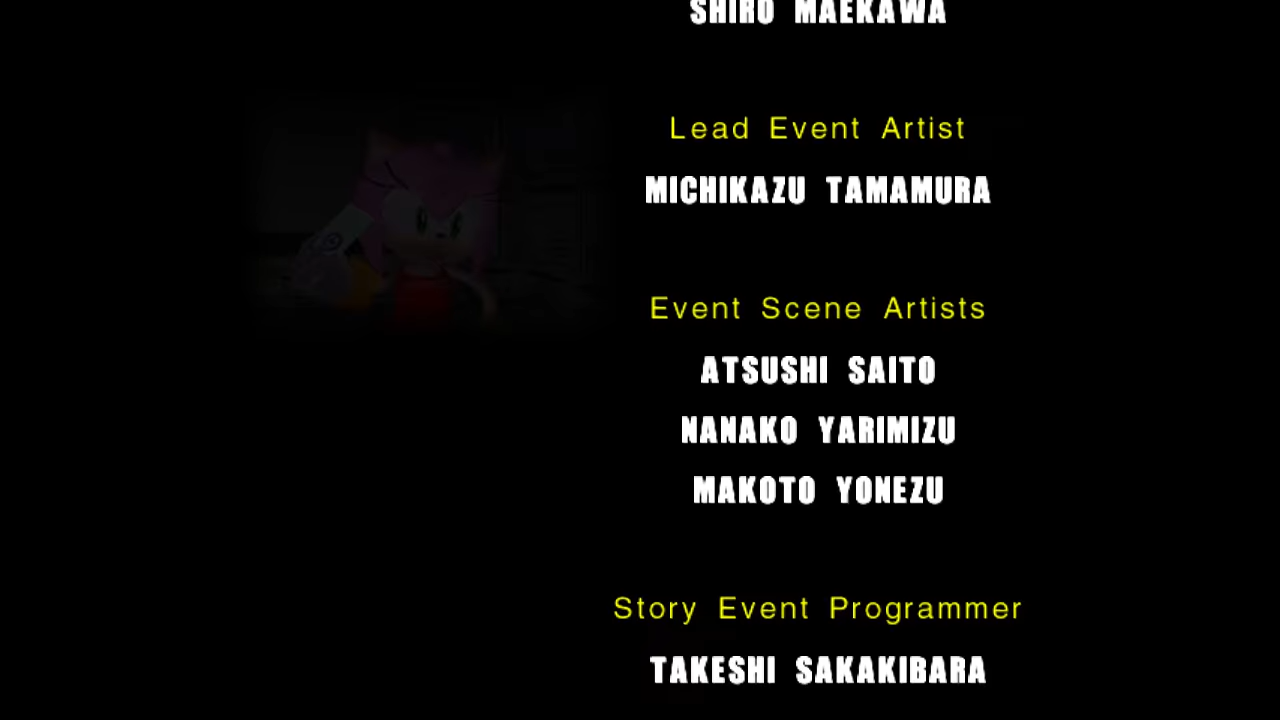 SHIRO MAEKAWA
Lead Event Artist
MICHIKAZU TAMAMURA
Event Scene Artists
ATSUSHI SAITO
NANAKO YARIMIZU
MAKOTO YONEZU
Story Event Programmer
TAKESHI SAKAKIBARA